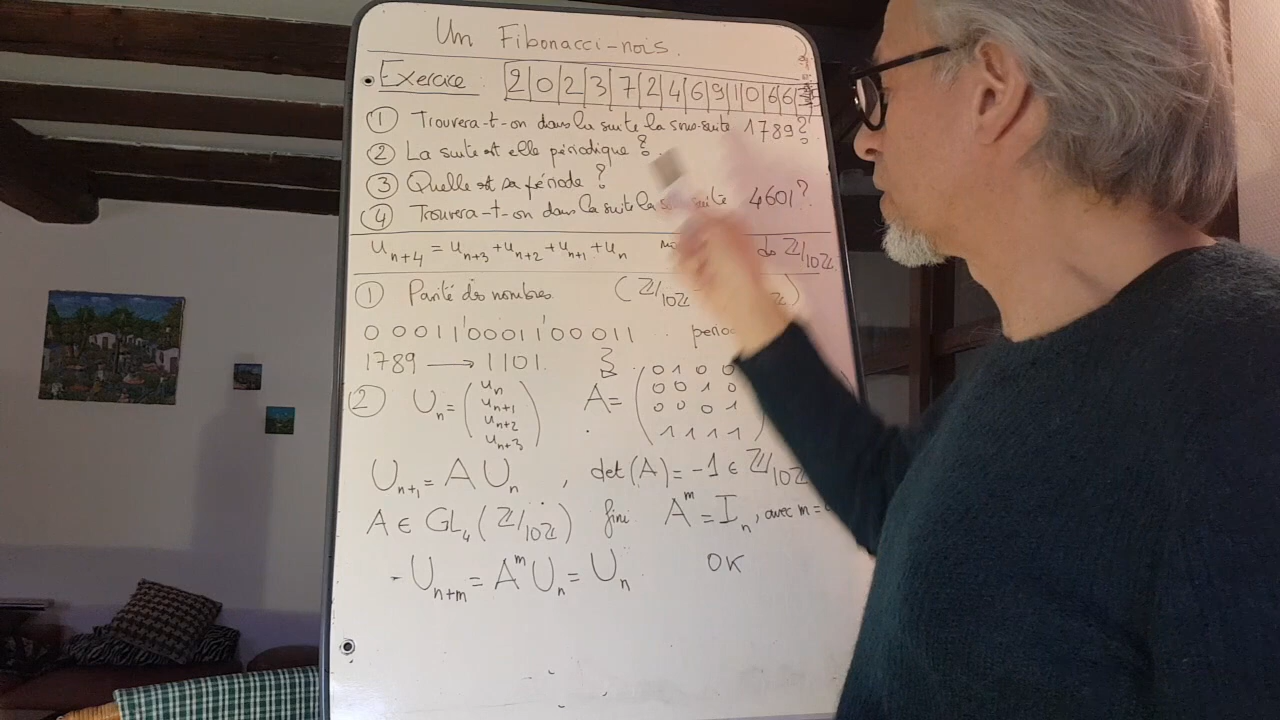 Un Fibonacci-nois.
Exercice : 2 0 2 3 7 2 4 6 9 1 0 6 6
① Trouvera-t-on dans la suite la sous-suite 1789?
② La suite est elle périodique ?
③ Quelle est sa période ?
④ Trouvera-t-on dans la suite la 4601?
u_{n+4} = u_{n+3} + u_{n+2} + u_{n+1} + u_n do ℤ/10ℤ
① Parité des nombres (ℤ/10ℤ )
0 0 0 1 1 ' 0 0 0 1 1 ' 0 0 0 1 1
1789 ⟶ 1101.
② U_n = (u_n u_{n+1} u_{n+2} u_{n+3}) A = (0 1 0 0 0 0 1 0 0 0 0 1 1 1 1 1)
U_{n+1} = A U_n , det(A) = -1 ∈ ℤ/10ℤ
A ∈ GL_4(ℤ/10ℤ) fini A^m = I_n, avec m =
- U_{n+m} = A^m U_n = U_n OK